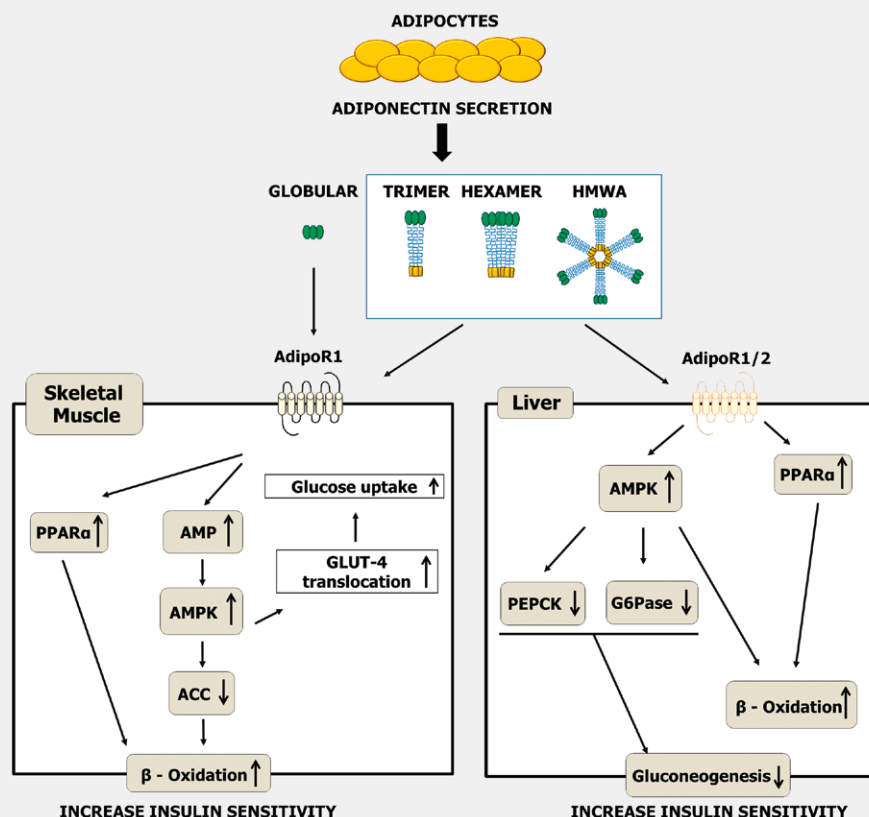 ADIPOCYTES
ADIPONECTIN SECRETION
GLOBULAR
TRIMER
HEXAMER
HMWA
AdipoR1
AdipoR1/2
Skeletal
Muscle
Glucose uptake ↑
PPARα ↑
AMP ↑
GLUT-4
translocation ↑
AMPK ↑
ACC ↓
β - Oxidation ↑
INCREASE INSULIN SENSITIVITY
Liver
AMPK ↑
PPARα ↑
PEPCK ↓
G6Pase ↓
β - Oxidation ↑
Gluconeogenesis ↓
INCREASE INSULIN SENSITIVITY